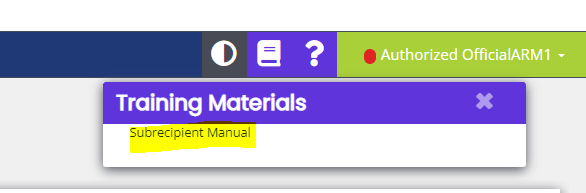 Authorized OfficialARM1
Training Materials
Subrecipient Manual